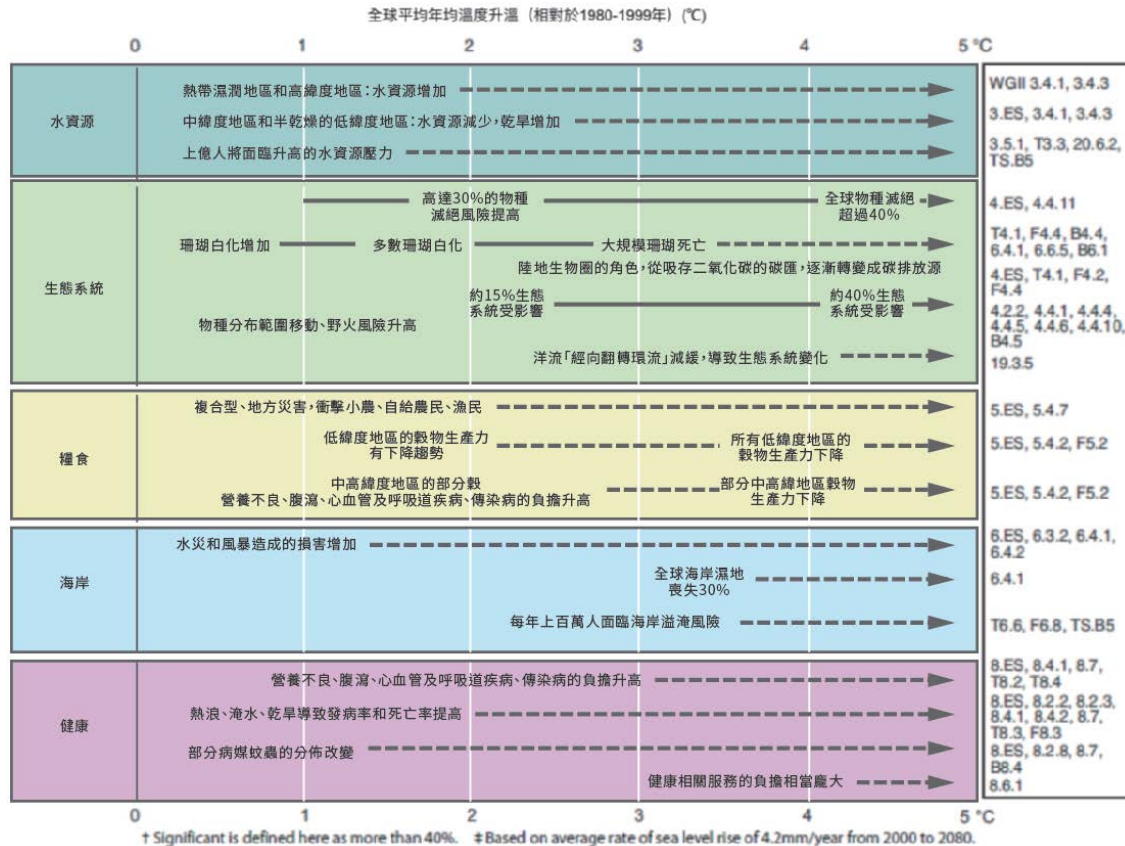 全球平均年均溫度升溫（相對於1980-1999年）(℃)
0 1 2 3 4 5 °C
水資源
熱帶濕潤地區和高緯度地區：水資源增加
中緯度地區和半乾燥的低緯度地區：水資源減少，乾旱增加
上億人將面臨升高的水資源壓力
WGII 3.4.1, 3.4.3
3.ES, 3.4.1, 3.4.3
3.5.1, T3.3, 20.6.2,
TS.B5
生態系統
高達30%的物種
滅絕風險提高
全球物種滅絕
超過40%
珊瑚白化增加
多數珊瑚白化
大規模珊瑚死亡
陸地生物圈的角色，從吸存二氧化碳的碳匯，逐漸轉變成碳排放源
約15%生態
系統受影響
約40%生態
系統受影響
物種分布範圍移動、野火風險升高
洋流「經向翻轉環流」減緩，導致生態系統變化
4.ES, 4.4.11
T4.1, F4.4, B4.4,
6.4.1, 6.6.5, B6.1
4.ES, T4.1, F4.2,
F4.4
4.2.2, 4.4.1, 4.4.4,
4.4.5, 4.4.6, 4.4.10,
B4.5
19.3.5
糧食
複合型、地方災害，衝擊小農、自給農民、漁民
低緯度地區的穀物生產力
有下降趨勢
所有低緯度地區的
穀物生產力下降
中高緯度地區的部分穀
營養不良、腹瀉、心血管及呼吸道疾病、傳染病的負擔升高
部分中高緯地區穀物
生產力下降
5.ES, 5.4.7
5.ES, 5.4.2, F5.2
5.ES, 5.4.2, F5.2
海岸
水災和風暴造成的損害增加
全球海岸濕地
喪失30%
每年上百萬人面臨海岸溢淹風險
6.ES, 6.3.2, 6.4.1,
6.4.2
6.4.1
T6.6, F6.8, TS.B5
健康
營養不良、腹瀉、心血管及呼吸道疾病、傳染病的負擔升高
熱浪、淹水、乾旱導致發病率和死亡率提高
部分病媒蚊蟲的分佈改變
健康相關服務的負擔相當龐大
8.ES, 8.4.1, 8.7,
T8.2, T8.4
8.ES, 8.2.2, 8.2.3,
8.4.1, 8.4.2, 8.7,
T8.3, F8.3
8.ES, 8.2.8, 8.7,
B8.4
8.6.1
0 1 2 3 4 5 °C
† Significant is defined here as more than 40%. ‡ Based on average rate of sea level rise of 4.2mm/year from 2000 to 2080.